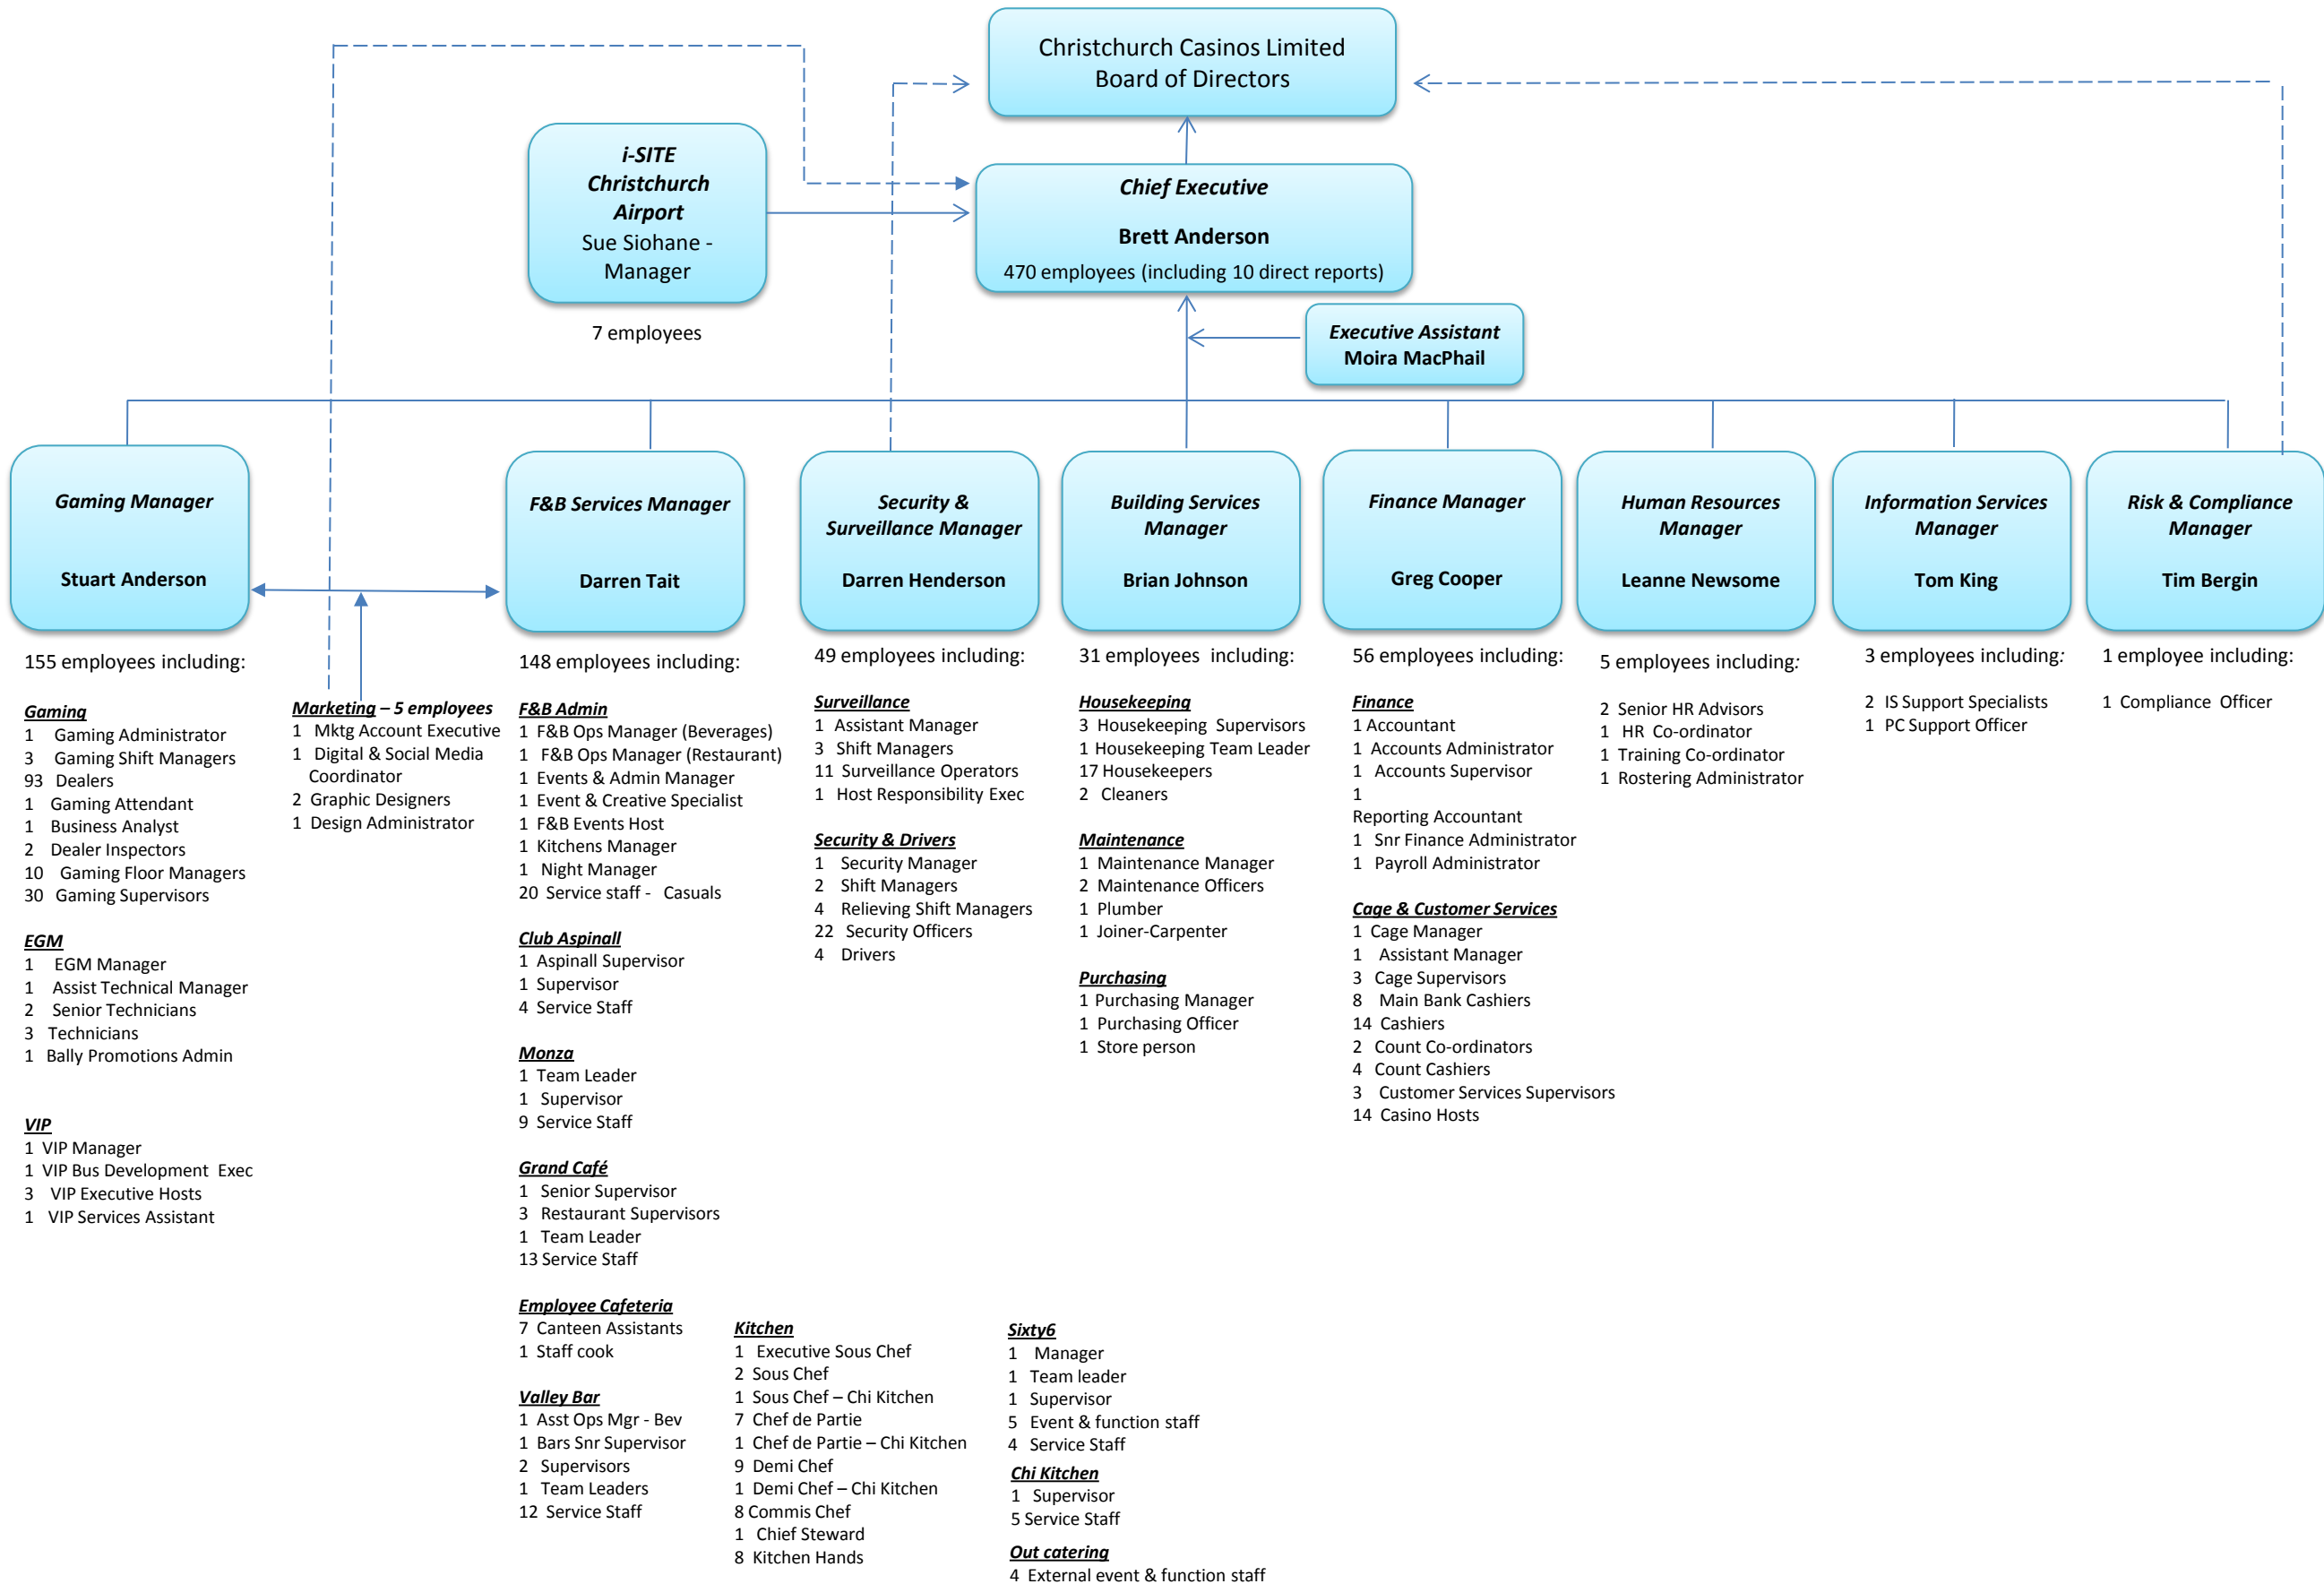 Christchurch Casinos Limited
Board of Directors
i-SITE
Christchurch
Airport
Sue Siohane -
Manager
7 employees
Chief Executive
Brett Anderson
470 employees (including 10 direct reports)
Executive Assistant
Moira MacPhail
Gaming Manager
Stuart Anderson
F&B Services Manager
Darren Tait
Security &
Surveillance Manager
Darren Henderson
Building Services
Manager
Brian Johnson
Finance Manager
Greg Cooper
Human Resources
Manager
Leanne Newsome
Information Services
Manager
Tom King
Risk & Compliance
Manager
Tim Bergin
155 employees including:
Gaming
1 Gaming Administrator
3 Gaming Shift Managers
93 Dealers
1 Gaming Attendant
1 Business Analyst
2 Dealer Inspectors
10 Gaming Floor Managers
30 Gaming Supervisors
EGM
1 EGM Manager
1 Assist Technical Manager
2 Senior Technicians
3 Technicians
1 Bally Promotions Admin
VIP
1 VIP Manager
1 VIP Bus Development Exec
3 VIP Executive Hosts
1 VIP Services Assistant
Marketing – 5 employees
1 Mktg Account Executive
1 Digital & Social Media
Coordinator
2 Graphic Designers
1 Design Administrator
148 employees including:
F&B Admin
1 F&B Ops Manager (Beverages)
1 F&B Ops Manager (Restaurant)
1 Events & Admin Manager
1 Event & Creative Specialist
1 F&B Events Host
1 Kitchens Manager
1 Night Manager
20 Service staff - Casuals
Club Aspinall
1 Aspinall Supervisor
1 Supervisor
4 Service Staff
Monza
1 Team Leader
1 Supervisor
9 Service Staff
Grand Café
1 Senior Supervisor
3 Restaurant Supervisors
1 Team Leader
13 Service Staff
Employee Cafeteria
7 Canteen Assistants
1 Staff cook
Valley Bar
1 Asst Ops Mgr - Bev
1 Bars Snr Supervisor
2 Supervisors
1 Team Leaders
12 Service Staff
Kitchen
1 Executive Sous Chef
2 Sous Chef
1 Sous Chef – Chi Kitchen
7 Chef de Partie
1 Chef de Partie – Chi Kitchen
9 Demi Chef
1 Demi Chef – Chi Kitchen
8 Commis Chef
1 Chief Steward
8 Kitchen Hands
Sixty6
1 Manager
1 Team leader
1 Supervisor
5 Event & function staff
4 Service Staff
Chi Kitchen
1 Supervisor
5 Service Staff
Out catering
4 External event & function staff
49 employees including:
Surveillance
1 Assistant Manager
3 Shift Managers
11 Surveillance Operators
1 Host Responsibility Exec
Security & Drivers
1 Security Manager
2 Shift Managers
4 Relieving Shift Managers
22 Security Officers
4 Drivers
31 employees including:
Housekeeping
3 Housekeeping Supervisors
1 Housekeeping Team Leader
17 Housekeepers
2 Cleaners
Maintenance
1 Maintenance Manager
2 Maintenance Officers
1 Plumber
1 Joiner-Carpenter
Purchasing
1 Purchasing Manager
1 Purchasing Officer
1 Store person
56 employees including:
Finance
1 Accountant
1 Accounts Administrator
1 Accounts Supervisor
1
Reporting Accountant
1 Snr Finance Administrator
1 Payroll Administrator
Cage & Customer Services
1 Cage Manager
1 Assistant Manager
3 Cage Supervisors
8 Main Bank Cashiers
14 Cashiers
2 Count Co-ordinators
4 Count Cashiers
3 Customer Services Supervisors
14 Casino Hosts
5 employees including:
2 Senior HR Advisors
1 HR Co-ordinator
1 Training Co-ordinator
1 Rostering Administrator
3 employees including:
2 IS Support Specialists
1 PC Support Officer
1 employee including:
1 Compliance Officer